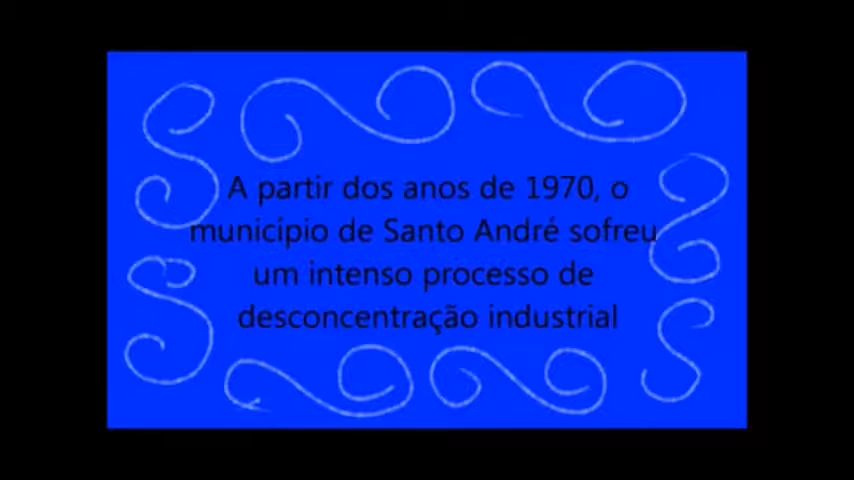 A partir dos anos de 1970, o
município de Santo André sofreu
um intenso processo de
desconcentração industrial